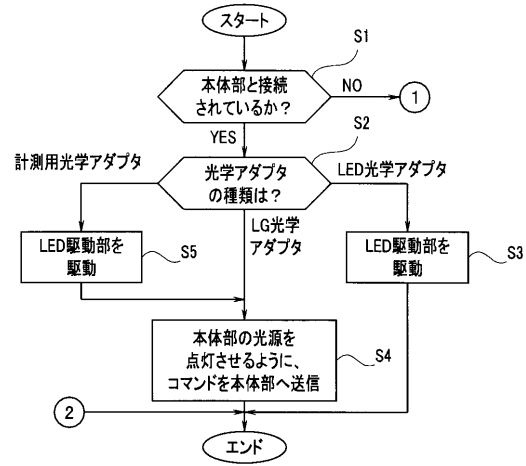 スタート
S1
本体部と接続
されているか？
NO
1
YES
S2
計測用光学アダプタ
光学アダプタ
の種類は？
LED光学アダプタ
LG光学
アダプタ
LED駆動部を
駆動
S5
LED駆動部を
駆動
S3
本体部の光源を
点灯させるように、
コマンドを本体部へ送信
S4
2
エンド